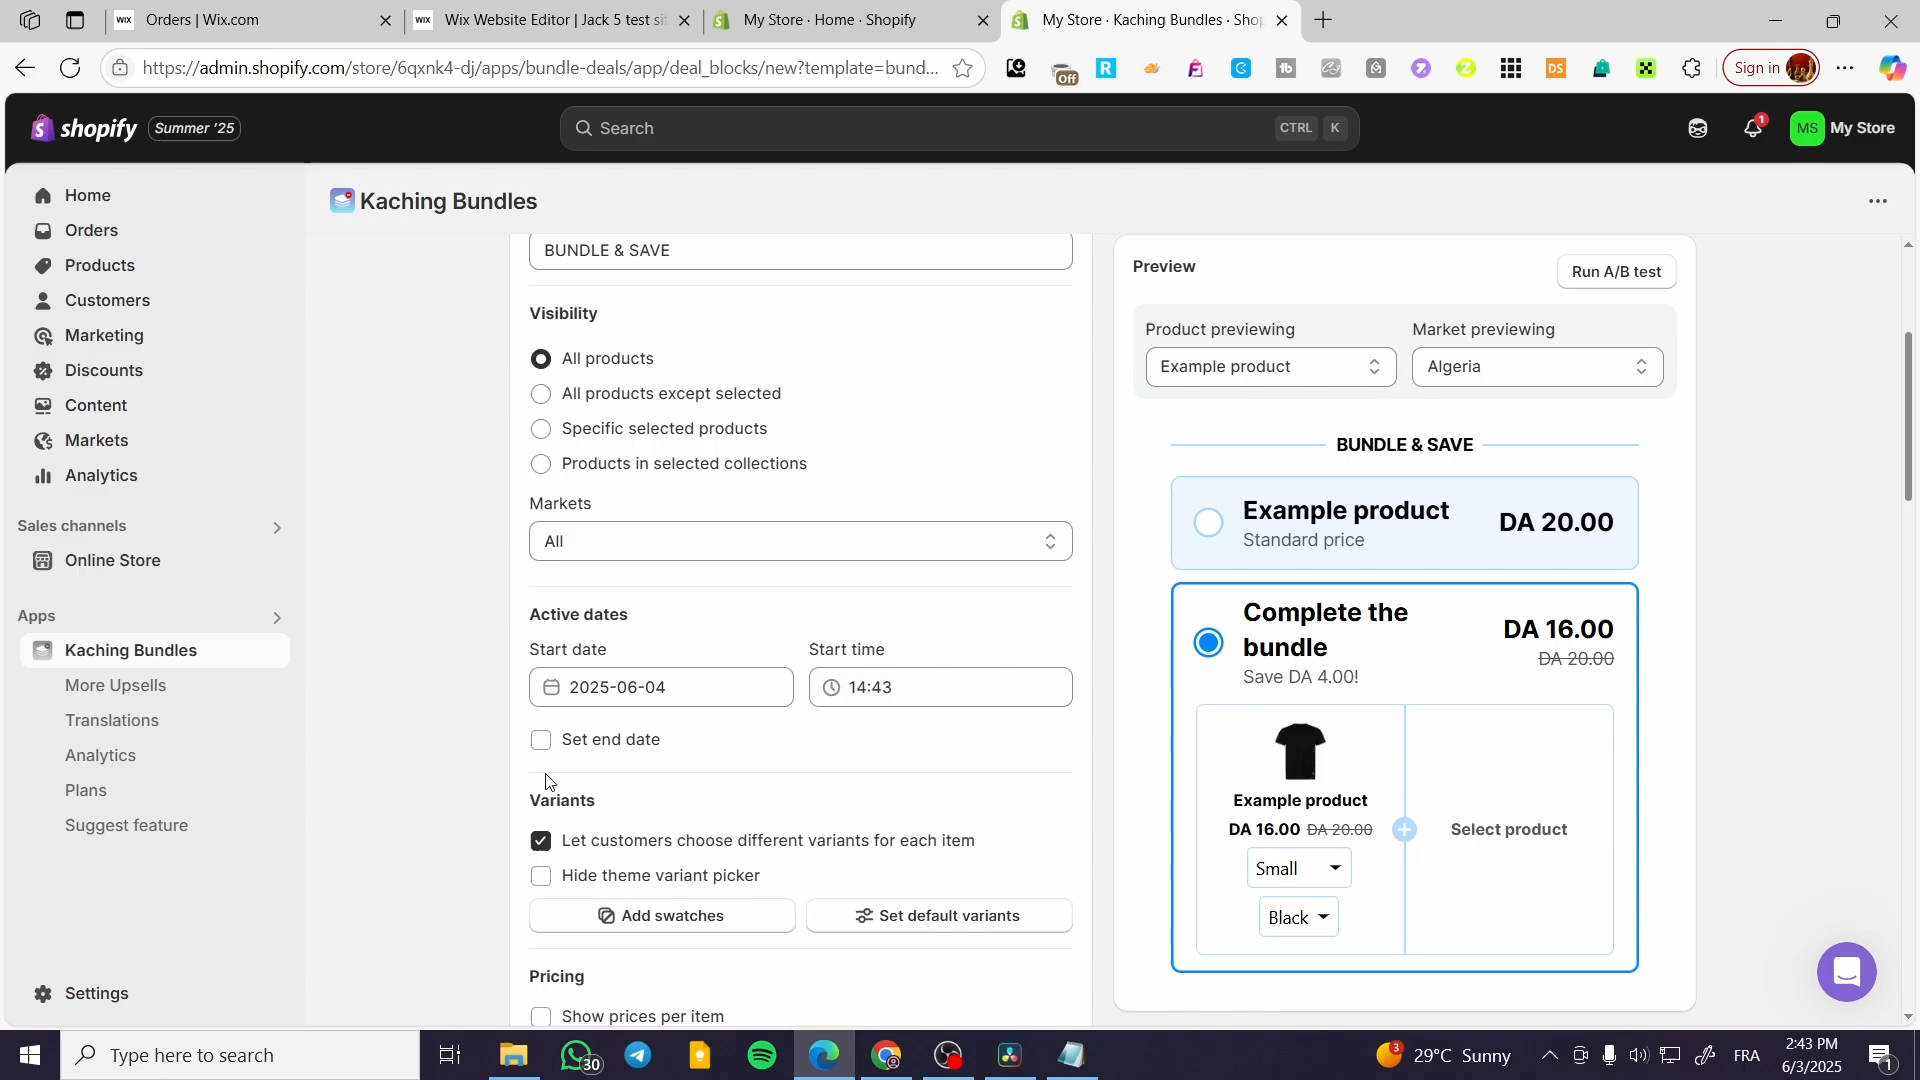 Orders | Wix.com
Wix Website Editor | Jack 5 test si
My Store · Home · Shopify
My Store · Kaching Bundles · Shop
https://admin.shopify.com/store/6qxnk4-dj/apps/bundle-deals/app/deal_blocks/new?template=bund...
Off
Sign in
shopify
Summer '25
Search
CTRL K
1
MS
My Store
Home
Orders
Products
Customers
Marketing
Discounts
Content
Markets
Analytics
Sales channels
Online Store
Apps
Kaching Bundles
More Upsells
Translations
Analytics
Plans
Suggest feature
Settings
Kaching Bundles
BUNDLE & SAVE
Visibility
All products
All products except selected
Specific selected products
Products in selected collections
Markets
All
Active dates
Start date
Start time
2025-06-04
14:43
Set end date
Variants
Let customers choose different variants for each item
Hide theme variant picker
Add swatches
Set default variants
Pricing
Show prices per item
Preview
Run A/B test
Product previewing
Market previewing
Example product
Algeria
BUNDLE & SAVE
Example product
Standard price
DA 20.00
Complete the
bundle
Save DA 4.00!
DA 16.00
DA 20.00
Example product
DA 16.00 DA 20.00
Small
Black
Select product
Type here to search
30
3
29°C Sunny
FRA
2:43 PM
6/3/2025
1